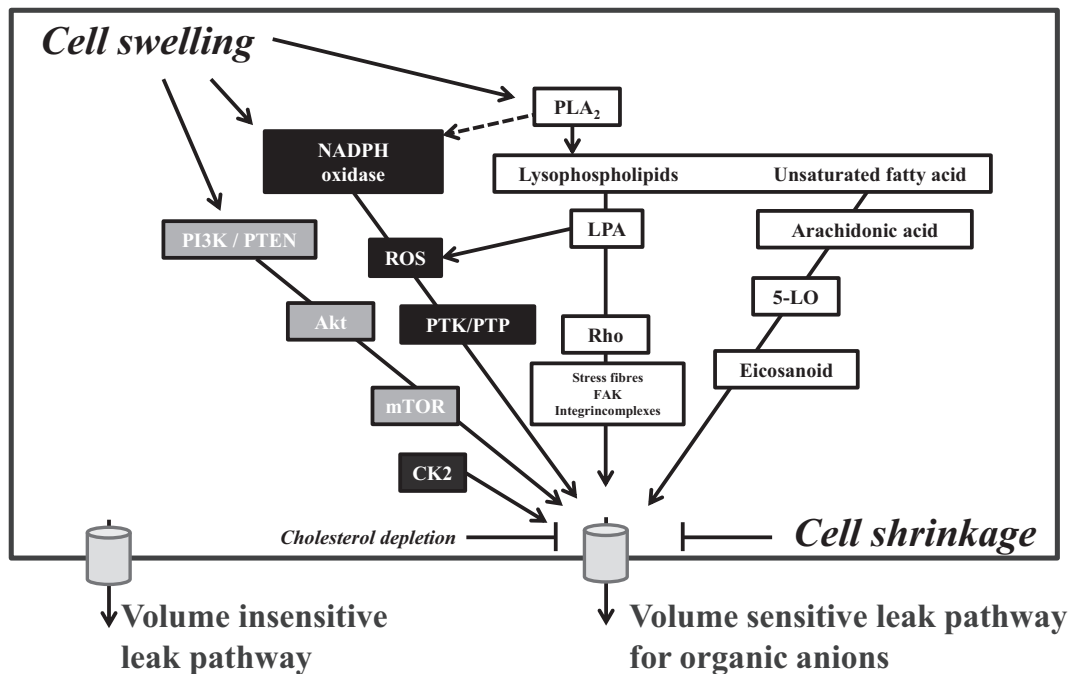 Cell swelling
PLA₂
NADPH
oxidase
Lysophospholipids Unsaturated fatty acid
PI3K / PTEN
LPA
Arachidonic acid
ROS
5-LO
Akt
PTK/PTP
Rho
Eicosanoid
Stress fibres
FAK
Integrincomplexes
mTOR
CK2
Cholesterol depletion
Cell shrinkage
Volume insensitive
leak pathway
Volume sensitive leak pathway
for organic anions